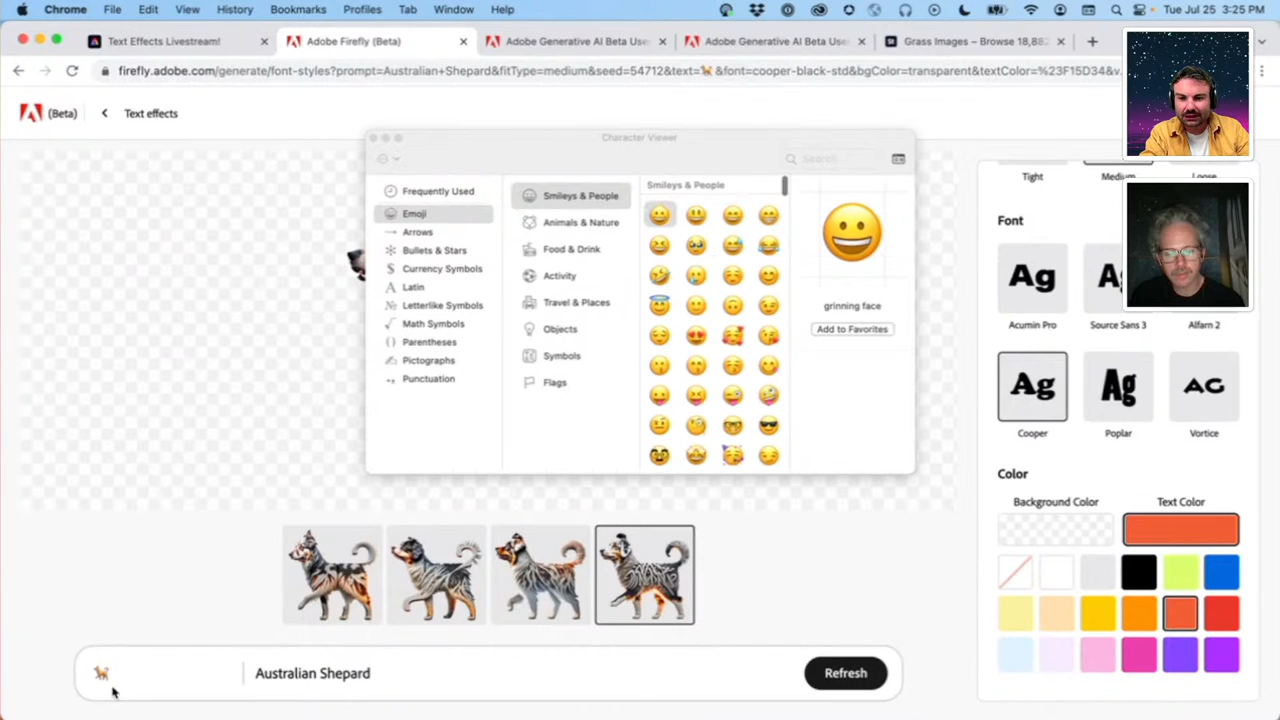 Chrome File Edit View History Bookmarks Profiles Tab Window Help Tue Jul 25 3:25 PM
Text Effects Livestream! Adobe Firefly (Beta) Adobe Generative AI Beta Use Adobe Generative AI Beta Use Grass Images – Browse 18,88
firefly.adobe.com/generate/font-styles?prompt=Australian+Shepard&fitType=medium&seed=54712&text=🐕&font=cooper-black-std&bgColor=transparent&textColor=%23F15D34&v
(Beta) Text effects
Character Viewer
Search
Frequently Used
Emoji
Arrows
Bullets & Stars
Currency Symbols
Latin
Letterlike Symbols
Math Symbols
Parentheses
Pictographs
Punctuation
Smileys & People
Animals & Nature
Food & Drink
Activity
Travel & Places
Objects
Symbols
Flags
Smileys & People
grinning face
Add to Favorites
Tight Medium Loose
Font
Ag Ag
Acumin Pro Source Sans 3 Alfarn 2
Ag Ag AG
Cooper Poplar Vortice
Color
Background Color Text Color
🐕 Australian Shepard Refresh